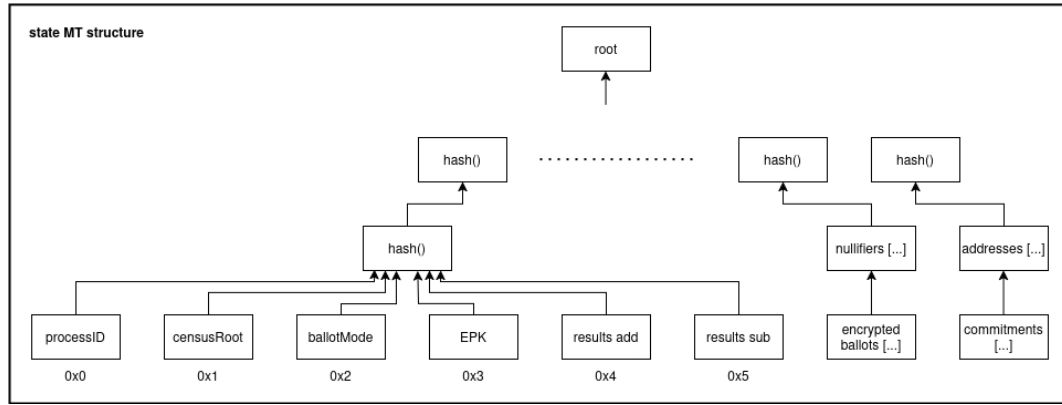 state MT structure
root
hash()
hash()
hash()
hash()
nullifiers [...]
addresses [...]
processID
censusRoot
ballotMode
EPK
results add
results sub
encrypted
ballots [...]
commitments
[...]
0x0
0x1
0x2
0x3
0x4
0x5